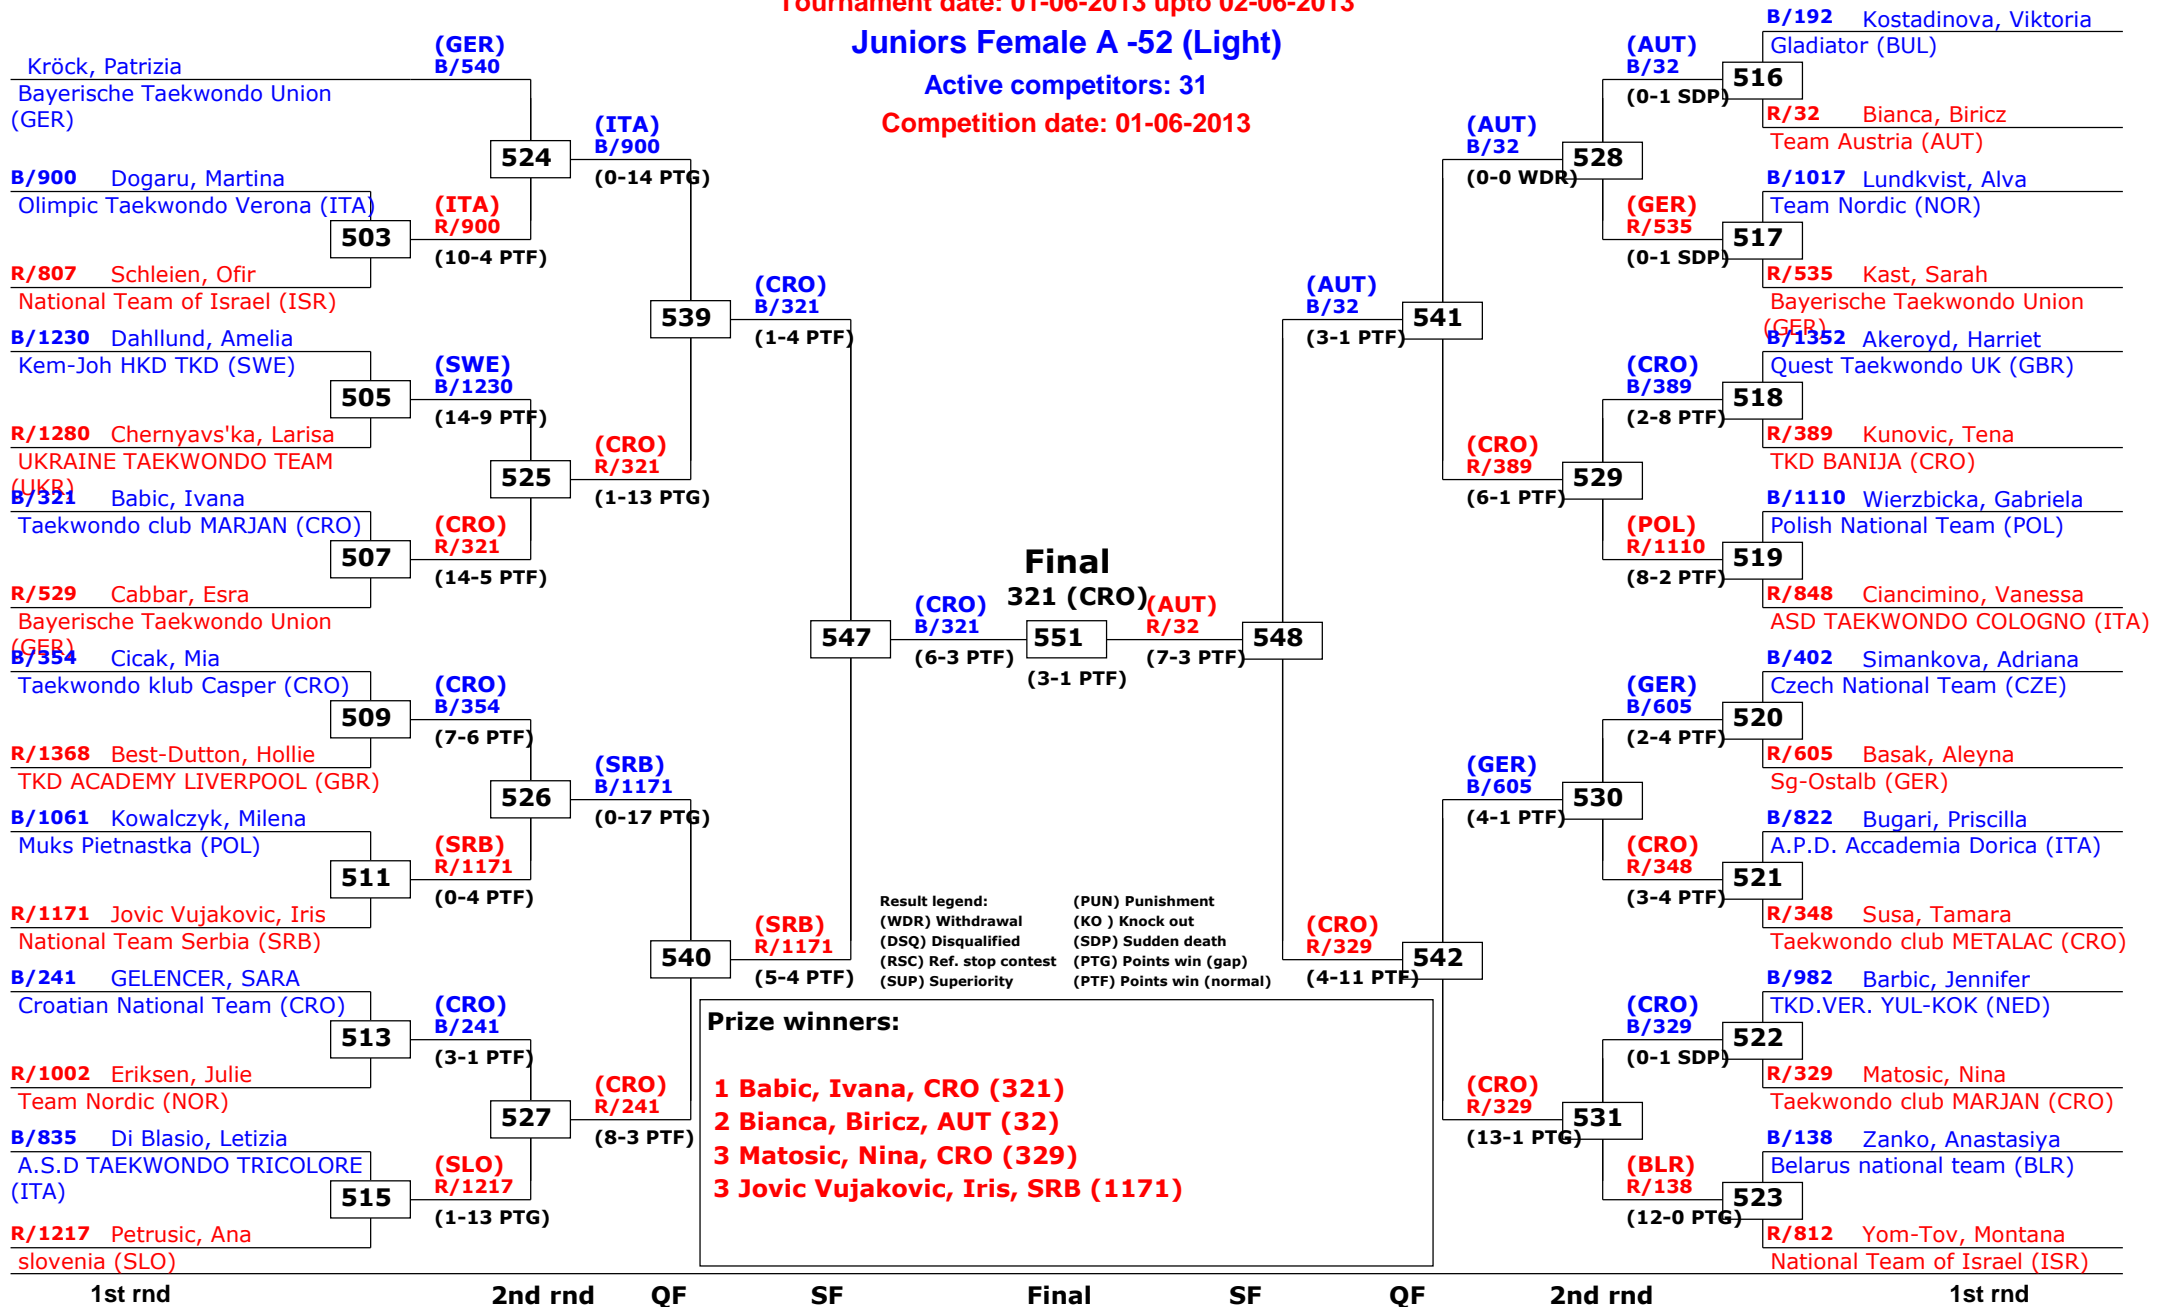 Tournament date: 01-06-2013 upto 02-06-2013
Juniors Female A -52 (Light)
Active competitors: 31
Competition date: 01-06-2013
Kröck, Patrizia
Bayerische Taekwondo Union
(GER)
B/900 Dogaru, Martina
Olimpic Taekwondo Verona (ITA)
503
R/807 Schleien, Ofir
National Team of Israel (ISR)
B/1230 Dahllund, Amelia
Kem-Joh HKD TKD (SWE)
505
R/1280 Chernyavs'ka, Larisa
UKRAINE TAEKWONDO TEAM
(UKR)
B/321 Babic, Ivana
Taekwondo club MARJAN (CRO)
507
R/529 Cabbar, Esra
Bayerische Taekwondo Union
(GER)
B/354 Cicak, Mia
Taekwondo klub Casper (CRO)
509
R/1368 Best-Dutton, Hollie
TKD ACADEMY LIVERPOOL (GBR)
B/1061 Kowalczyk, Milena
Muks Pietnastka (POL)
511
R/1171 Jovic Vujakovic, Iris
National Team Serbia (SRB)
B/241 GELENCER, SARA
Croatian National Team (CRO)
513
R/1002 Eriksen, Julie
Team Nordic (NOR)
B/835 Di Blasio, Letizia
A.S.D TAEKWONDO TRICOLORE
(ITA)
515
R/1217 Petrusic, Ana
slovenia (SLO)
(GER)
B/540
524
(ITA)
R/900
(10-4 PTF)
(SWE)
B/1230
(14-9 PTF)
525
(CRO)
R/321
(14-5 PTF)
(CRO)
B/354
(7-6 PTF)
526
(SRB)
R/1171
(0-4 PTF)
(CRO)
B/241
(3-1 PTF)
527
(SLO)
R/1217
(1-13 PTG)
(ITA)
B/900
(0-14 PTG)
539
(CRO)
R/321
(1-13 PTG)
(SRB)
B/1171
(0-17 PTG)
540
(CRO)
R/241
(8-3 PTF)
(CRO)
B/321
(1-4 PTF)
547
(SRB)
R/1171
(5-4 PTF)
(CRO)
B/321
(6-3 PTF)
Final
321 (CRO)
551
(3-1 PTF)
(AUT)
R/32
(7-3 PTF)
548
(AUT)
B/32
(3-1 PTF)
541
(CRO)
R/329
(4-11 PTF)
542
(AUT)
B/32
(0-0 WDR)
528
(CRO)
R/389
(6-1 PTF)
529
(GER)
B/605
(4-1 PTF)
530
(CRO)
R/329
(13-1 PTG)
531
(AUT)
B/32
(0-1 SDP)
516
(GER)
R/535
(0-1 SDP)
517
(CRO)
B/389
(2-8 PTF)
518
(POL)
R/1110
(8-2 PTF)
519
(GER)
B/605
(2-4 PTF)
520
(CRO)
R/348
(3-4 PTF)
521
(CRO)
B/329
(0-1 SDP)
522
(BLR)
R/138
(12-0 PTG)
523
B/192 Kostadinova, Viktoria
Gladiator (BUL)
R/32 Bianca, Biricz
Team Austria (AUT)
B/1017 Lundkvist, Alva
Team Nordic (NOR)
R/535 Kast, Sarah
Bayerische Taekwondo Union
(GER)
B/1352 Akeroyd, Harriet
Quest Taekwondo UK (GBR)
R/389 Kunovic, Tena
TKD BANIJA (CRO)
B/1110 Wierzbicka, Gabriela
Polish National Team (POL)
R/848 Ciancimino, Vanessa
ASD TAEKWONDO COLOGNO (ITA)
B/402 Simankova, Adriana
Czech National Team (CZE)
R/605 Basak, Aleyna
Sg-Ostalb (GER)
B/822 Bugari, Priscilla
A.P.D. Accademia Dorica (ITA)
R/348 Susa, Tamara
Taekwondo club METALAC (CRO)
B/982 Barbic, Jennifer
TKD.VER. YUL-KOK (NED)
R/329 Matosic, Nina
Taekwondo club MARJAN (CRO)
B/138 Zanko, Anastasiya
Belarus national team (BLR)
R/812 Yom-Tov, Montana
National Team of Israel (ISR)
Result legend: (PUN) Punishment
(WDR) Withdrawal (KO ) Knock out
(DSQ) Disqualified (SDP) Sudden death
(RSC) Ref. stop contest (PTG) Points win (gap)
(SUP) Superiority (PTF) Points win (normal)
Prize winners:
1 Babic, Ivana, CRO (321)
2 Bianca, Biricz, AUT (32)
3 Matosic, Nina, CRO (329)
3 Jovic Vujakovic, Iris, SRB (1171)
1st rnd 2nd rnd QF SF Final SF QF 2nd rnd 1st rnd